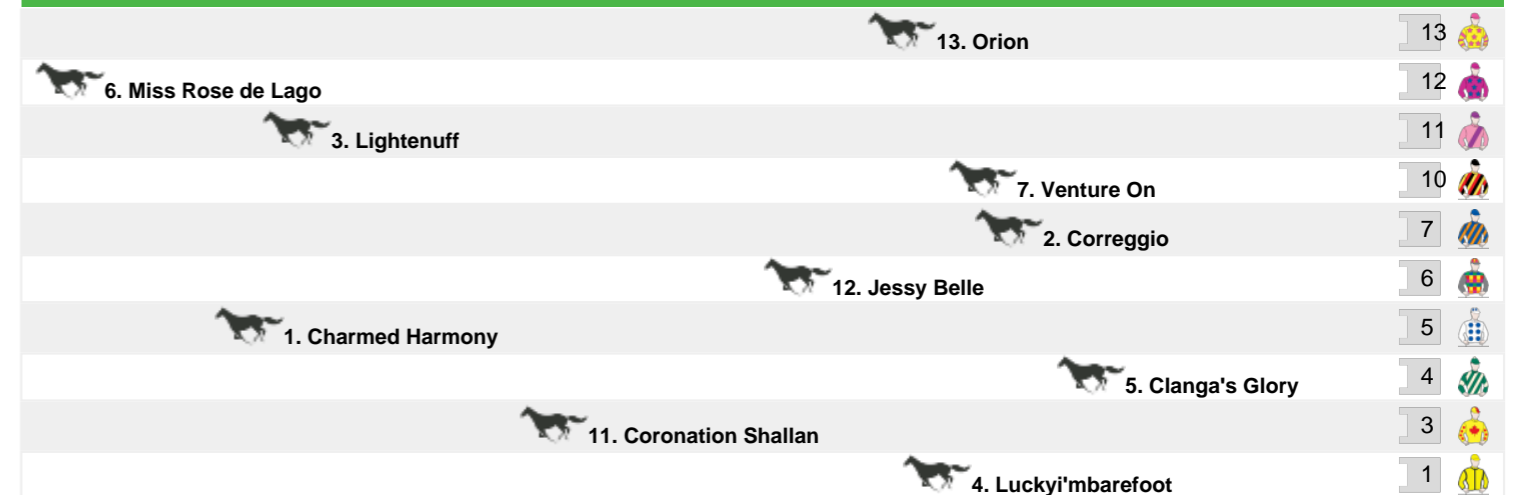 13. Orion 13
6. Miss Rose de Lago 12
3. Lightenuff 11
7. Venture On 10
2. Correggio 7
12. Jessy Belle 6
1. Charmed Harmony 5
5. Clanga's Glory 4
11. Coronation Shallan 3
4. Luckyi'mbarefoot 1